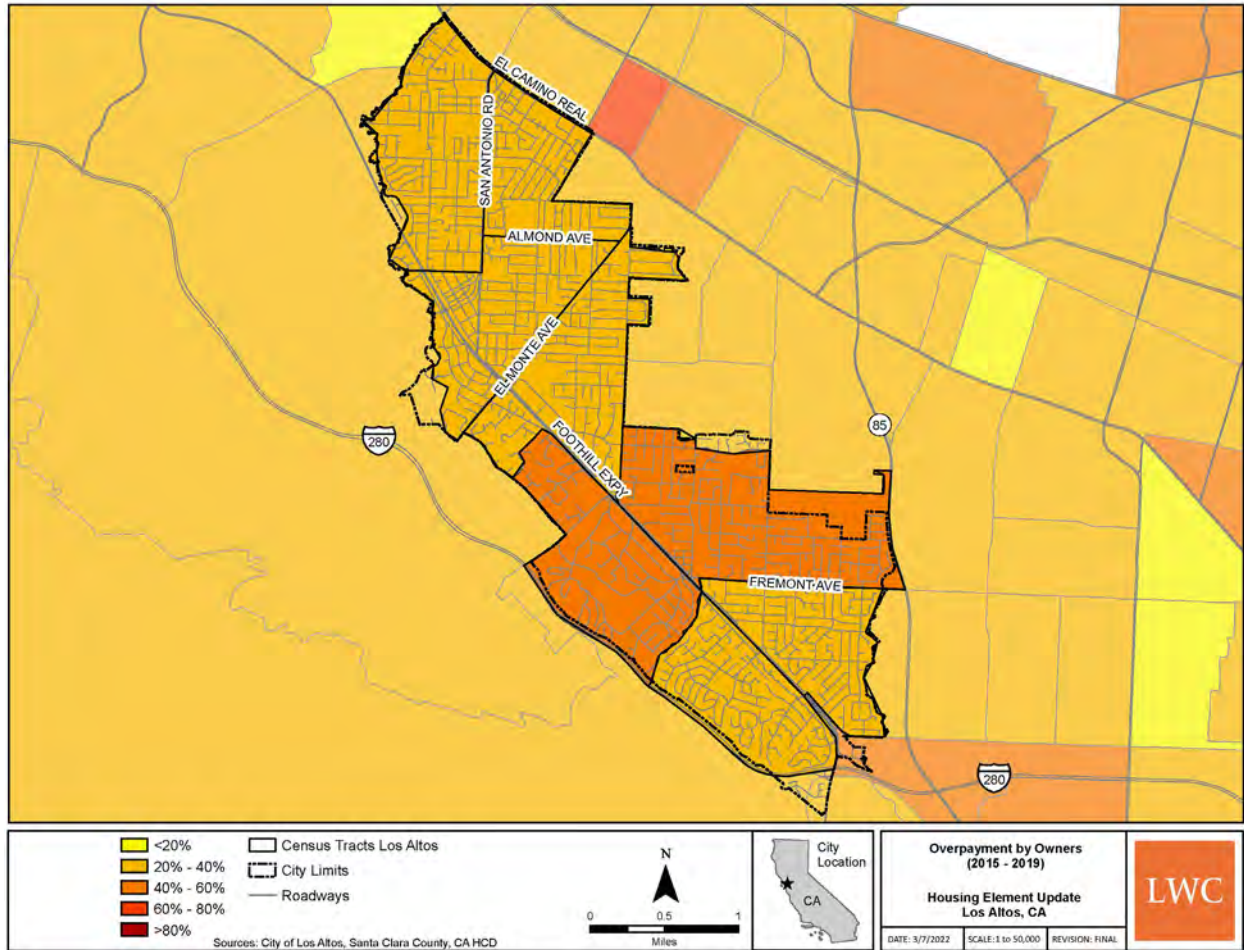 EL CAMINO REAL
SAN ANTONIO RD
ALMOND AVE
EL MONTE AVE
280
85
FOOTHILL EXPY
FREMONT AVE
280
<20%
20% - 40%
40% - 60%
60% - 80%
>80%
Census Tracts Los Altos
City Limits
Roadways
Sources: City of Los Altos, Santa Clara County, CA HCD
N
0 0.5 1
Miles
City
Location
CA
Overpayment by Owners
(2015 - 2019)
Housing Element Update
Los Altos, CA
DATE: 3/7/2022 SCALE:1 to 50,000 REVISION: FINAL
LWC